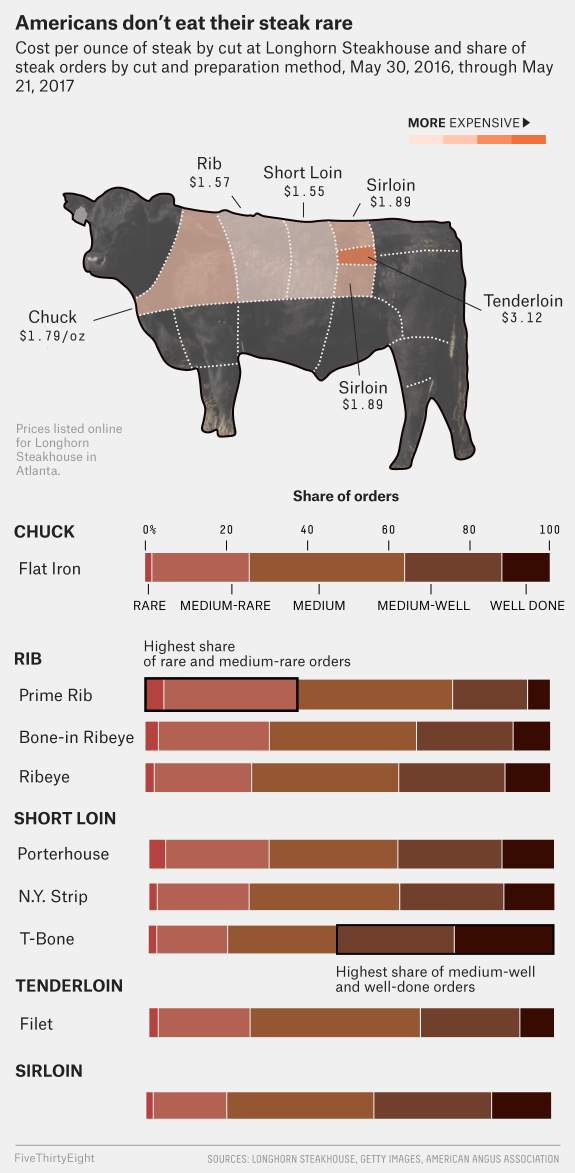 Americans don’t eat their steak rare
Cost per ounce of steak by cut at Longhorn Steakhouse and share of
steak orders by cut and preparation method, May 30, 2016, through May
21, 2017
MORE EXPENSIVE▶
Rib
$1.57
Short Loin
$1.55
Sirloin
$1.89
Chuck
$1.79/oz
Tenderloin
$3.12
Sirloin
$1.89
Prices listed online
for Longhorn
Steakhouse in
Atlanta.
Share of orders
CHUCK
0% 20 40 60 80 100
Flat Iron
RARE MEDIUM-RARE MEDIUM MEDIUM-WELL WELL DONE
Highest share
of rare and medium-rare orders
RIB
Prime Rib
Bone-in Ribeye
Ribeye
SHORT LOIN
Porterhouse
N.Y. Strip
T-Bone
Highest share of medium-well
and well-done orders
TENDERLOIN
Filet
SIRLOIN
FiveThirtyEight
SOURCES: LONGHORN STEAKHOUSE, GETTY IMAGES, AMERICAN ANGUS ASSOCIATION